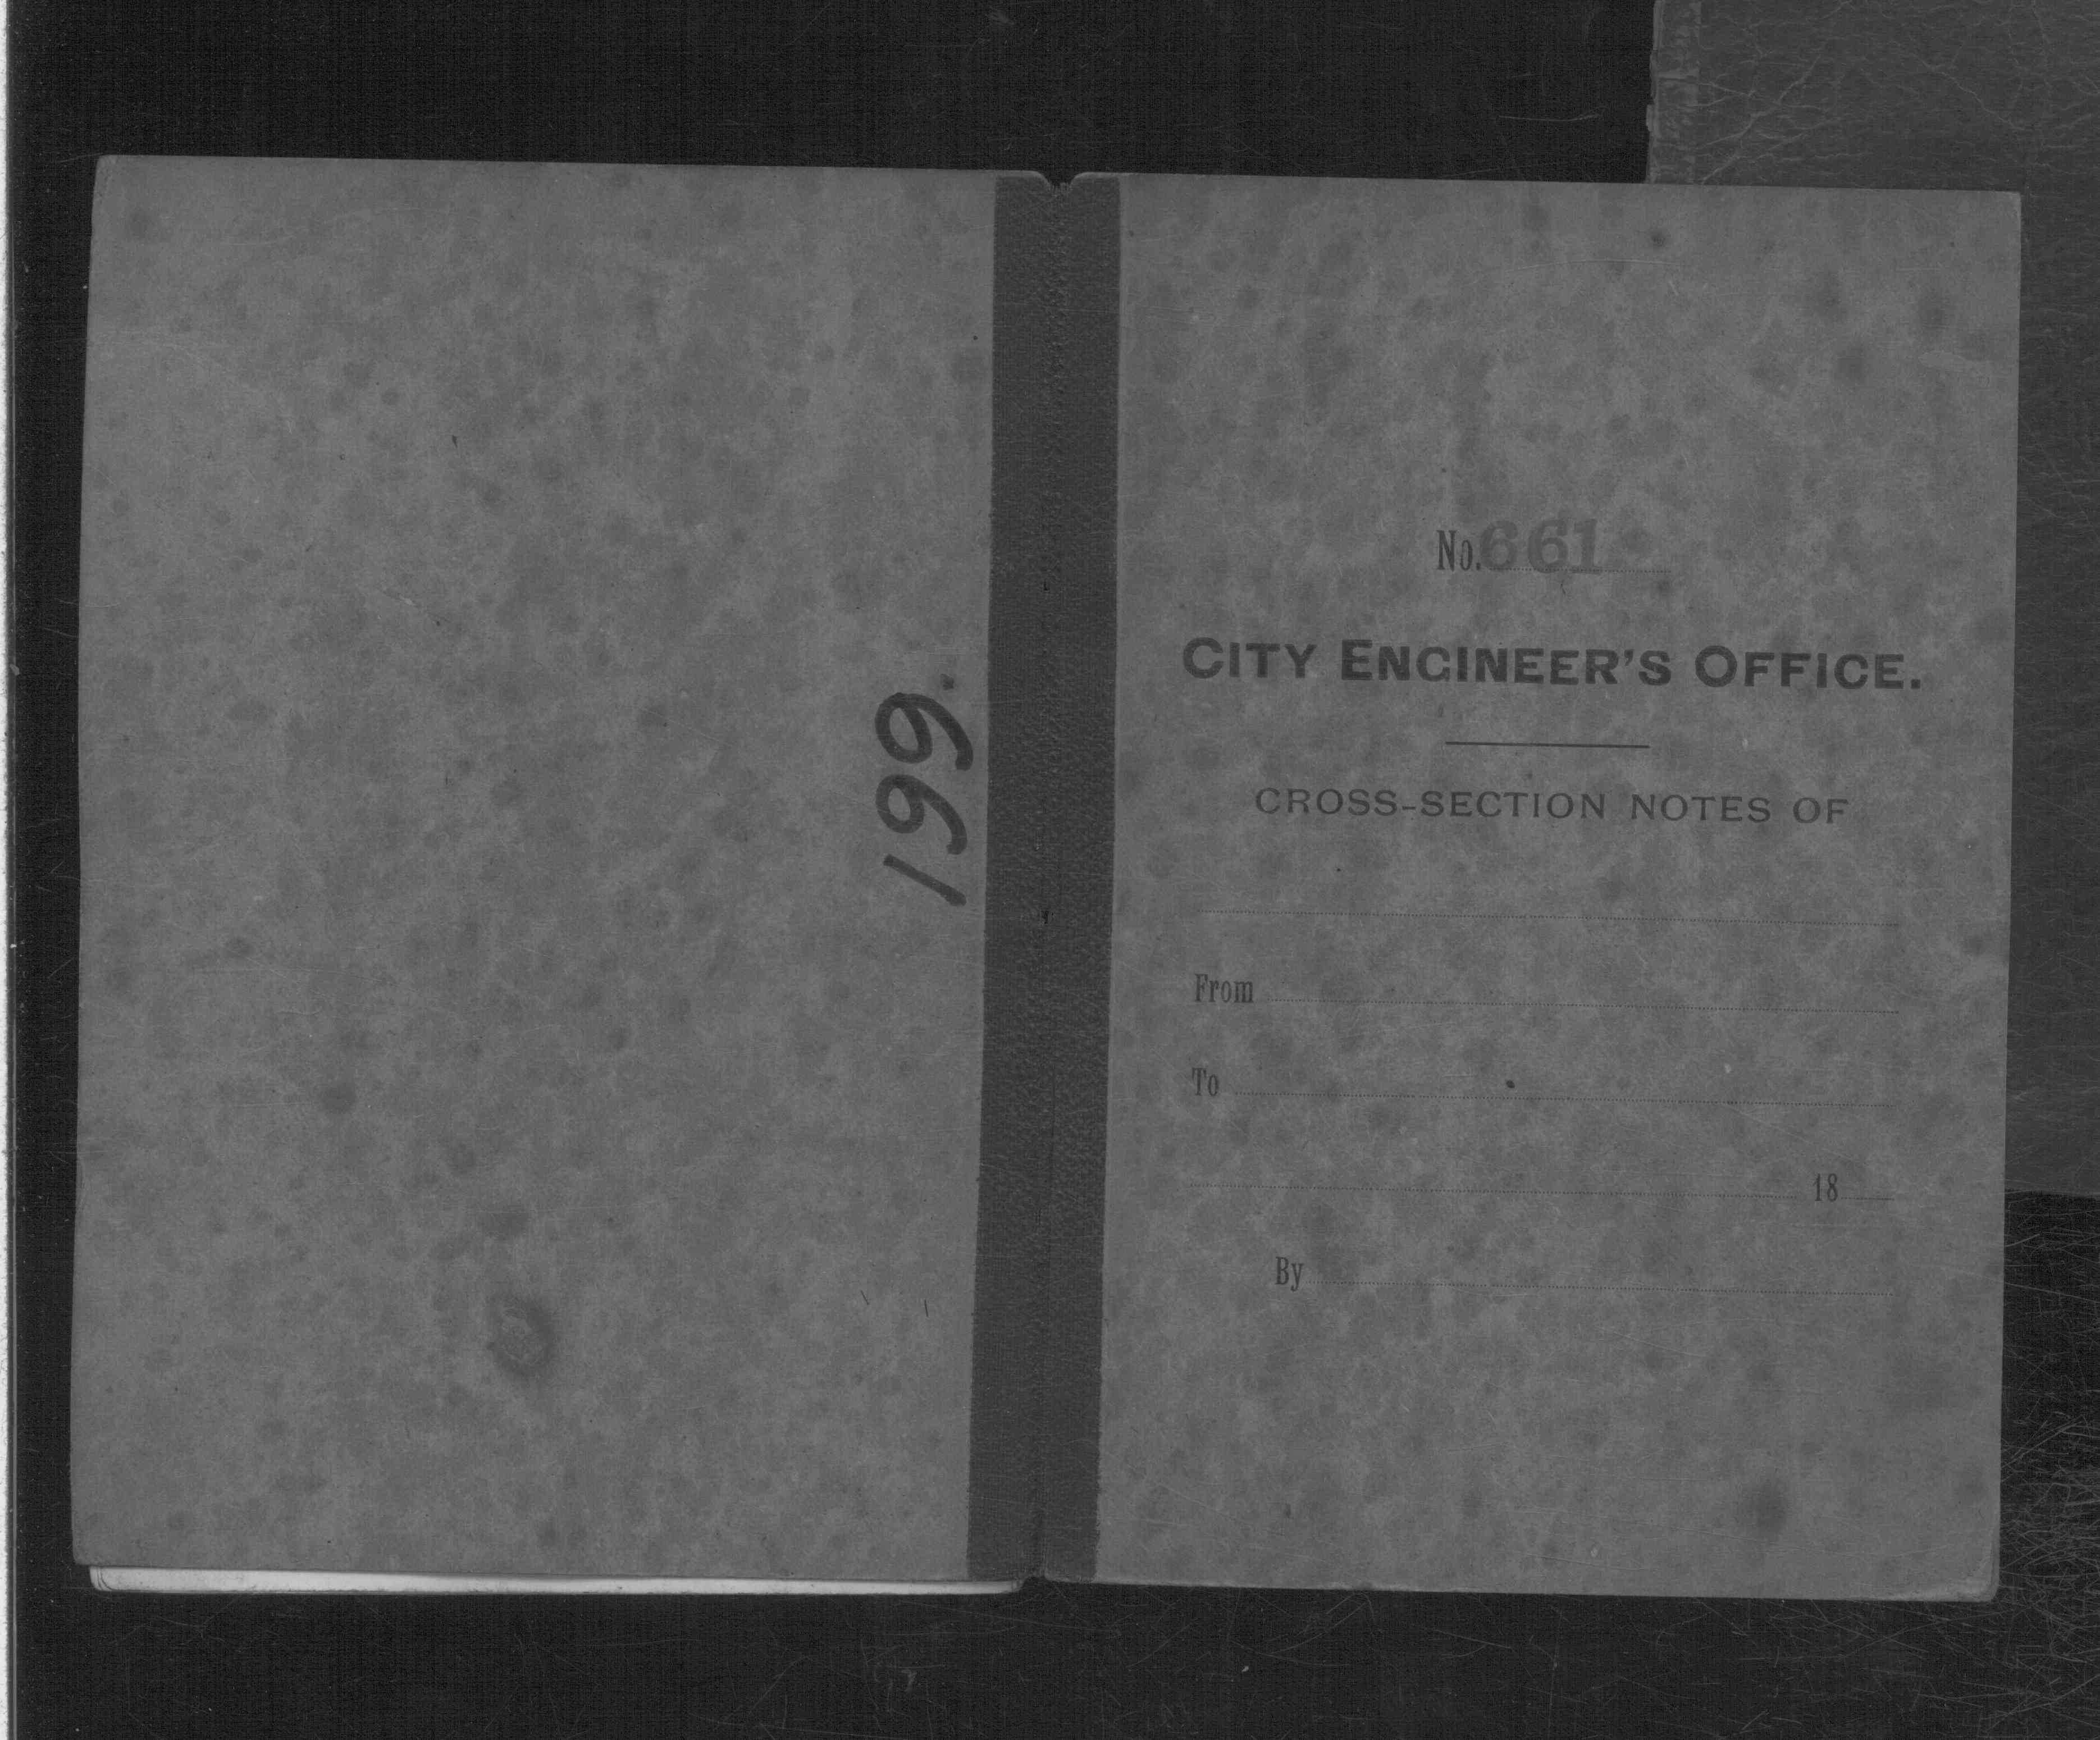 199.
No. 661
CITY ENGINEER'S OFFICE.
CROSS-SECTION NOTES OF
From
To
18
By